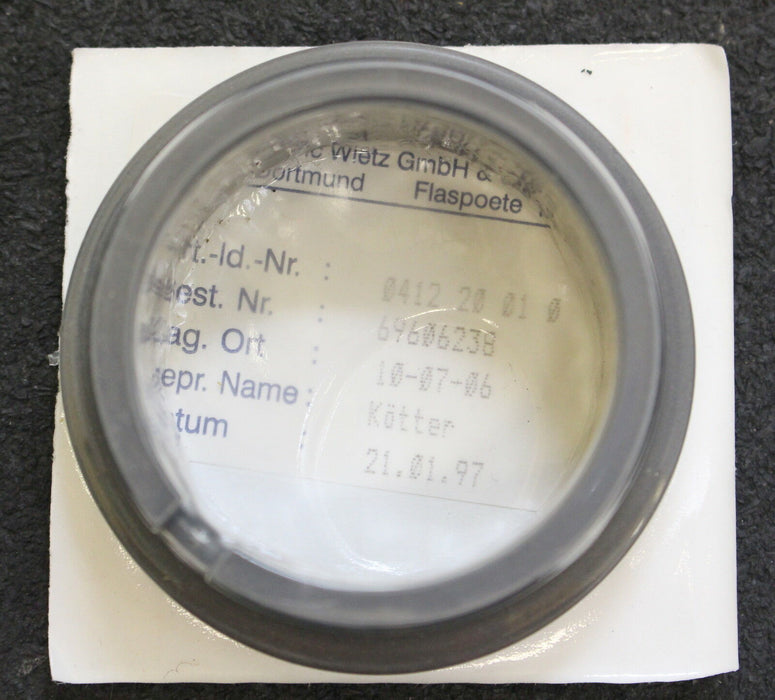 Wietz GmbH &
Dortmund Flaspoete
t.-Id.-Nr. : 0412 20 01 0
est. Nr. : 69606238
ag. Ort : 10-07-06
epr. Name : Kötter
tum : 21.01.97